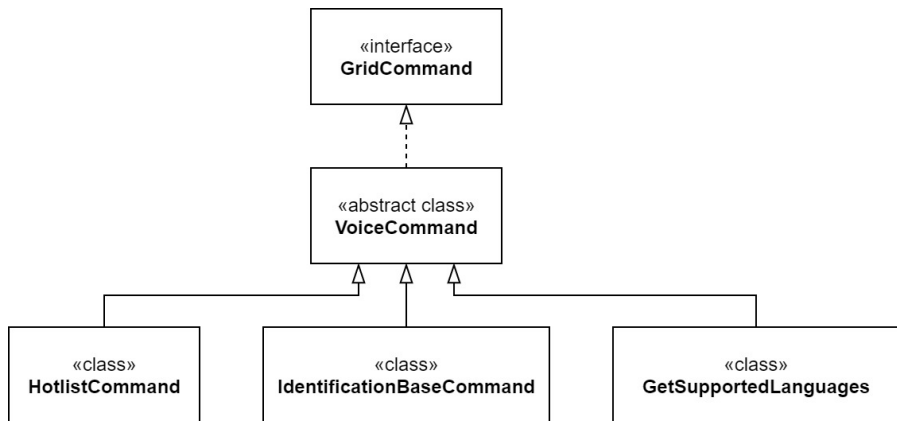 «interface»
GridCommand
«abstract class»
VoiceCommand
«class»
HotlistCommand
«class»
IdentificationBaseCommand
«class»
GetSupportedLanguages